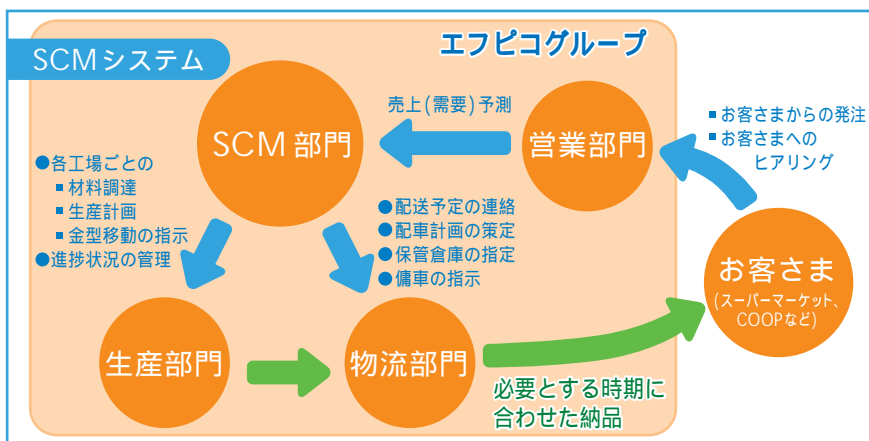 エフピコグループ
SCMシステム
売上(需要)予測
SCM 部門
営業部門
■ お客さまからの発注
■ お客さまへの
ヒアリング
●各工場ごとの
■ 材料調達
■ 生産計画
■ 金型移動の指示
●進捗状況の管理
●配送予定の連絡
●配車計画の策定
●保管倉庫の指定
●傭車の指示
お客さま
(スーパーマーケット、
COOPなど)
生産部門
物流部門
必要とする時期に
合わせた納品